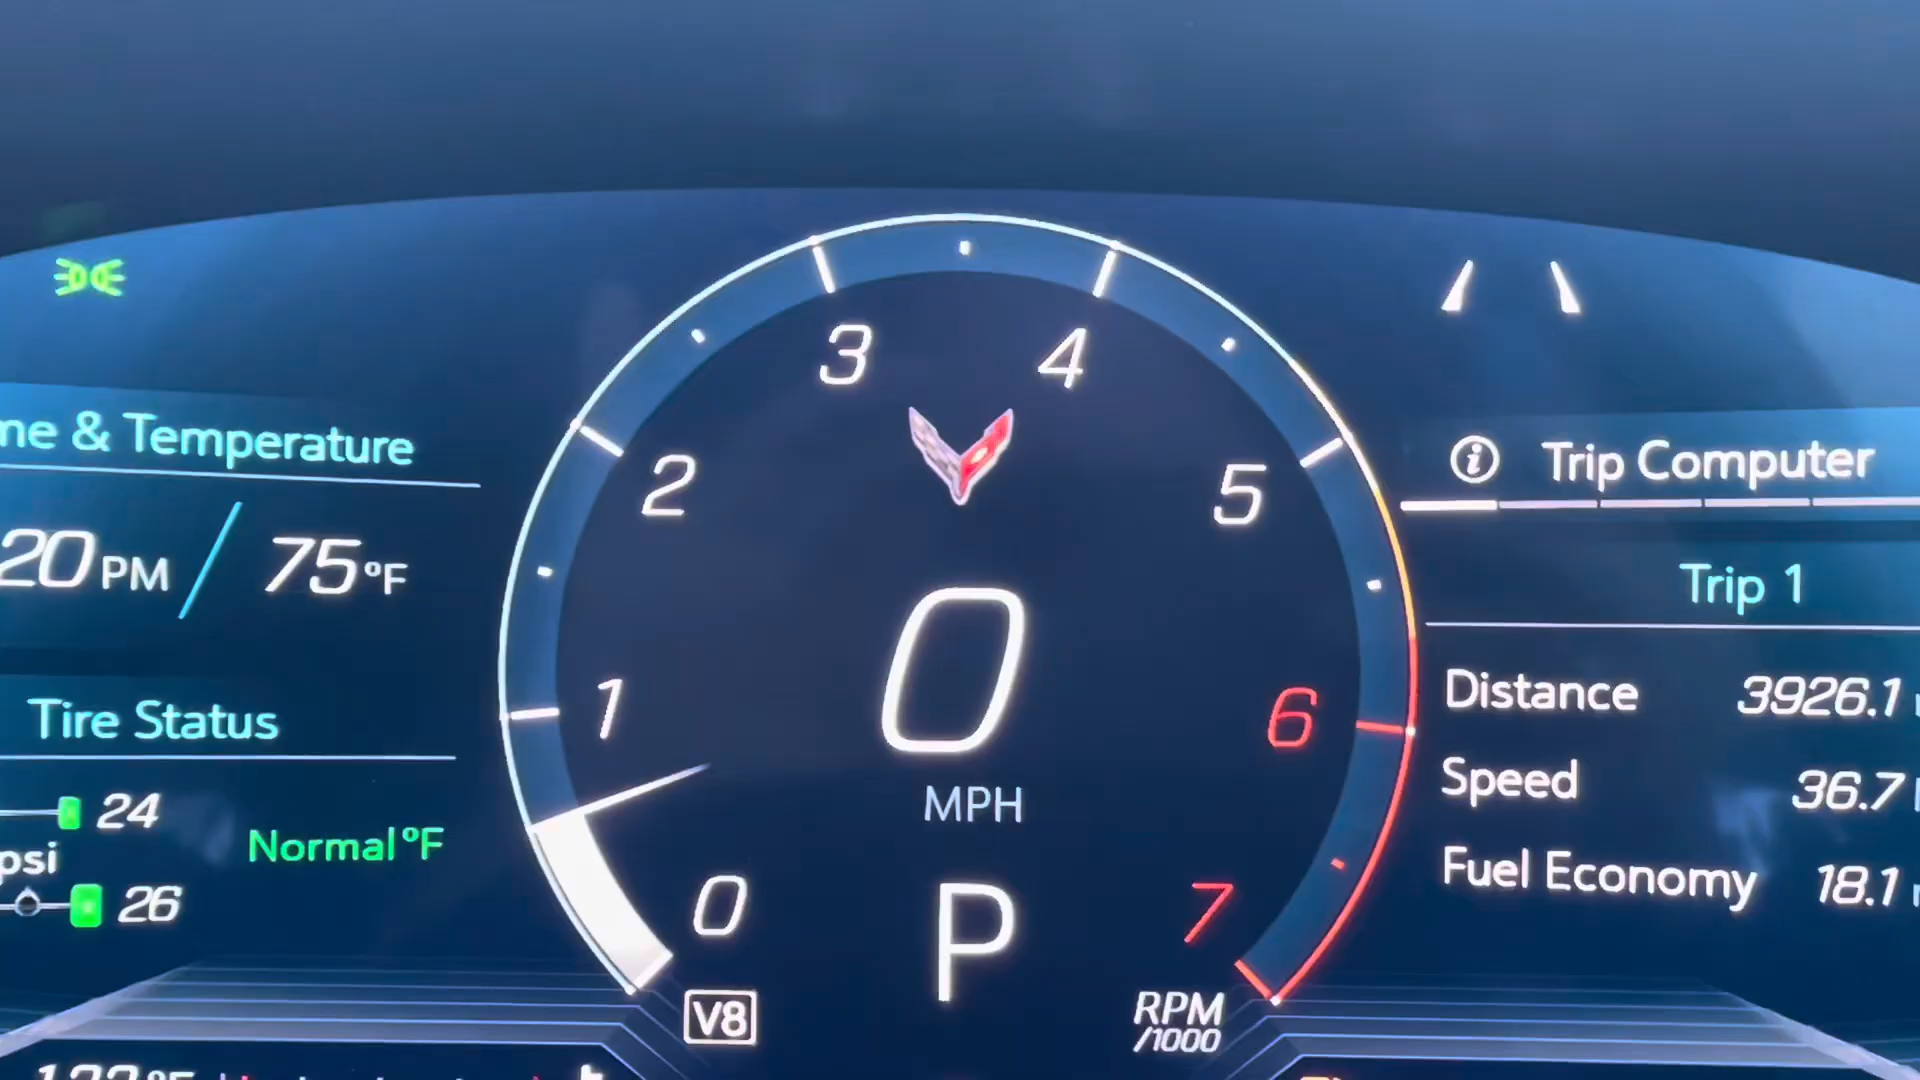 & Temperature
20 PM / 75 °F
Tire Status
24
psi
26
Normal °F
0
1
2
3
4
5
6
7
0
MPH
P
V8
RPM
/1000
Trip Computer
Trip 1
Distance 3926.1
Speed 36.7
Fuel Economy 18.1